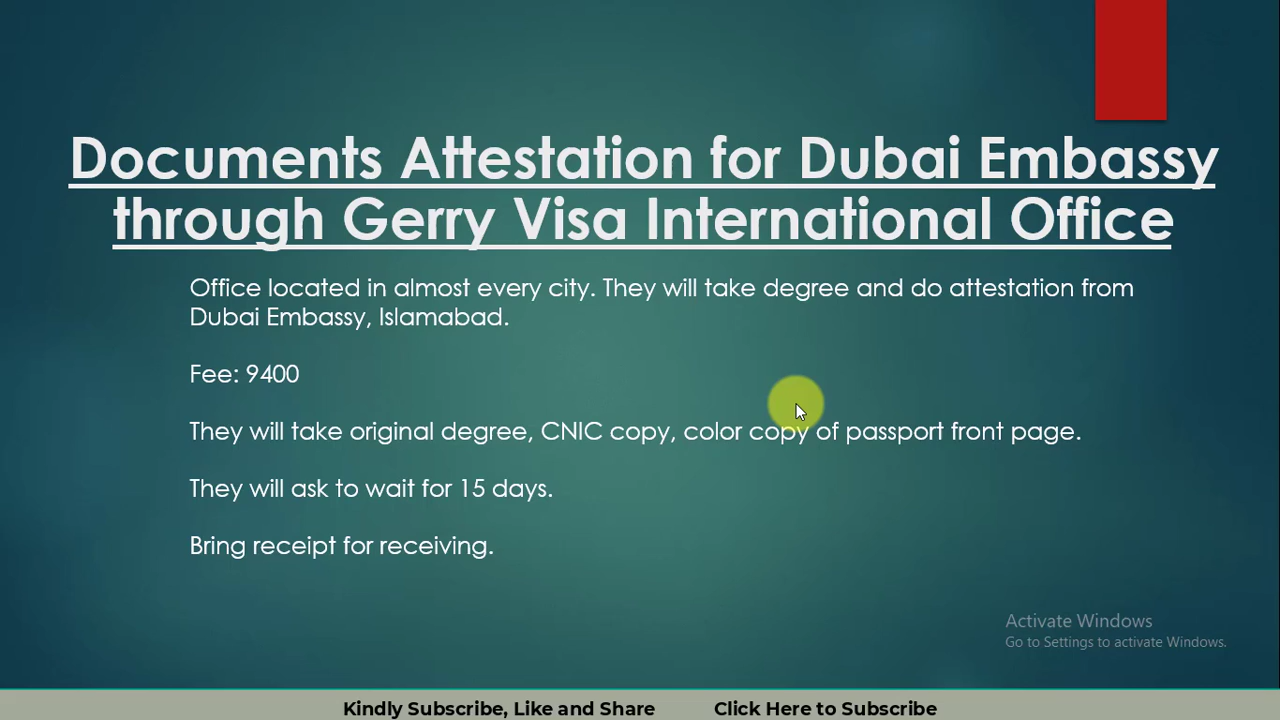 Documents Attestation for Dubai Embassy
through Gerry Visa International Office
Office located in almost every city. They will take degree and do attestation from
Dubai Embassy, Islamabad.
Fee: 9400
They will take original degree, CNIC copy, color copy of passport front page.
They will ask to wait for 15 days.
Bring receipt for receiving.
Activate Windows
Go to Settings to activate Windows.
Kindly Subscribe, Like and Share Click Here to Subscribe